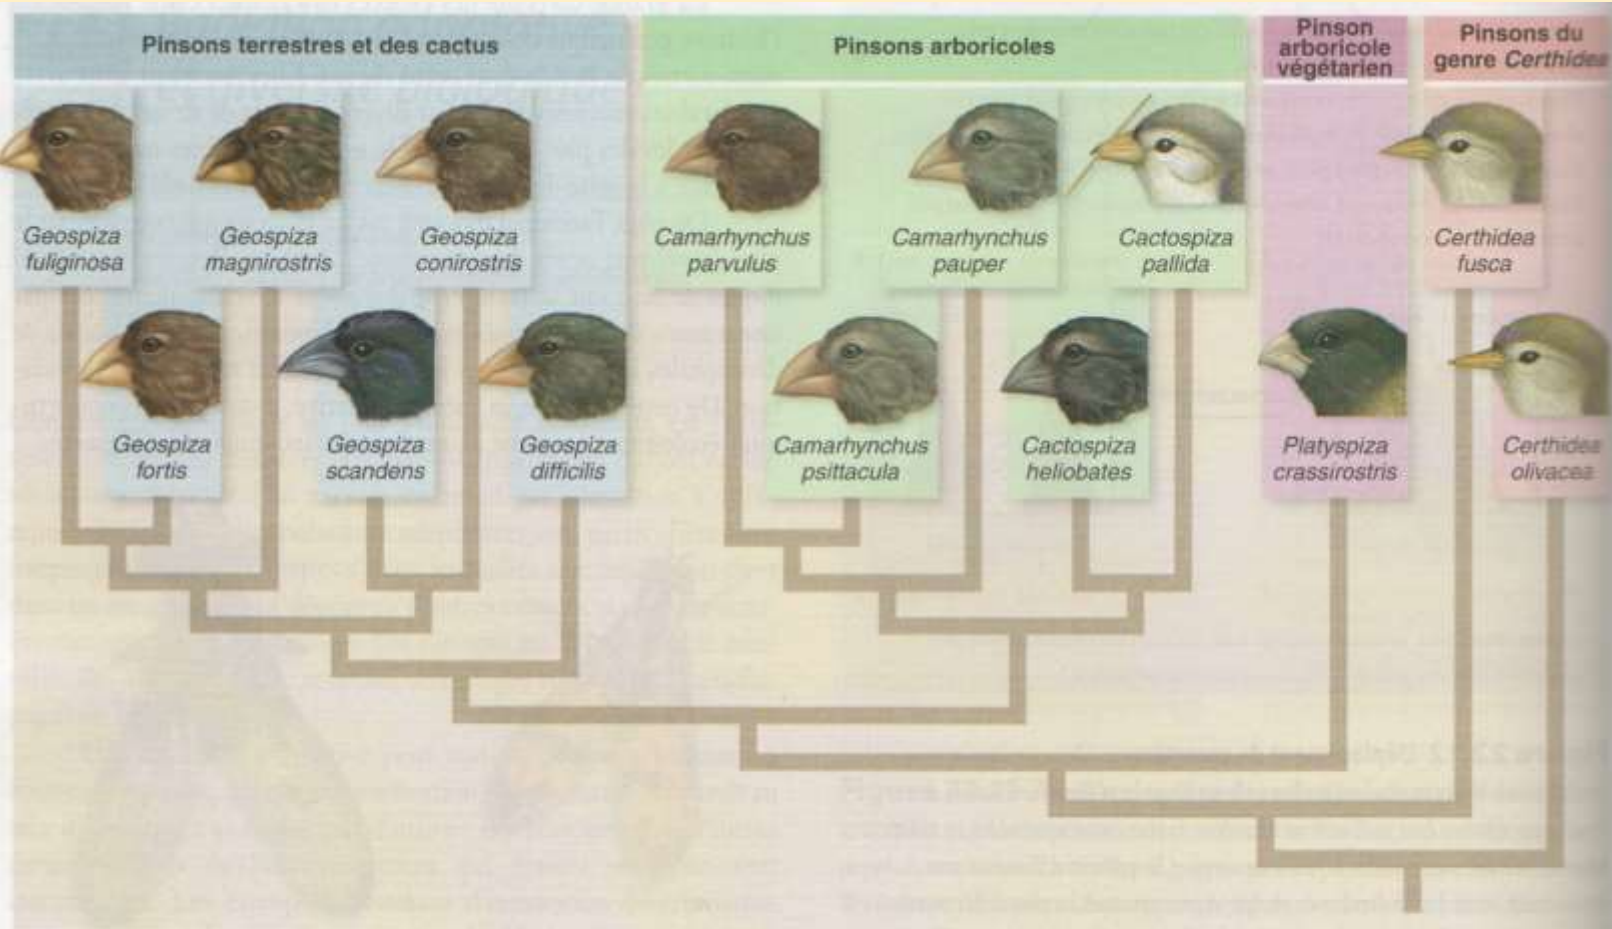 Pinsons terrestres et des cactus
Pinsons arboricoles
Pinson
arboricole
végétarien
Pinsons du
genre Certhidea
Geospiza
fuliginosa
Geospiza
magnirostris
Geospiza
conirostris
Camarhynchus
parvulus
Camarhynchus
pauper
Cactospiza
pallida
Certhidea
fusca
Geospiza
fortis
Geospiza
scandens
Geospiza
difficilis
Camarhynchus
psittacula
Cactospiza
heliobates
Platyspiza
crassirostris
Certhidea
olivacea